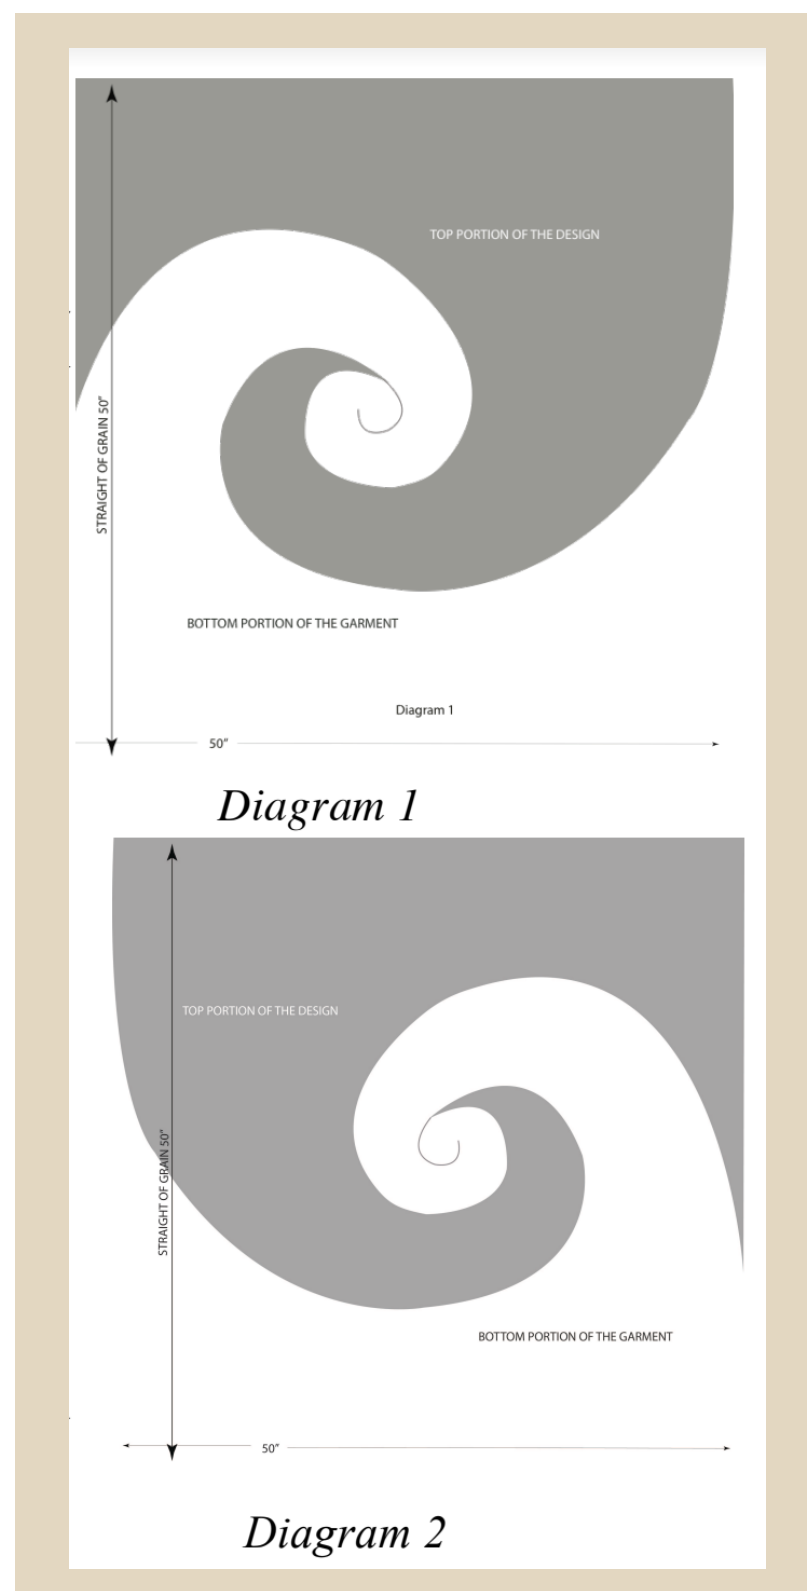 TOP PORTION OF THE DESIGN
STRAIGHT OF GRAIN 50"
BOTTOM PORTION OF THE GARMENT
Diagram 1
50"
Diagram 1
TOP PORTION OF THE DESIGN
STRAIGHT OF GRAIN 50"
BOTTOM PORTION OF THE GARMENT
50"
Diagram 2